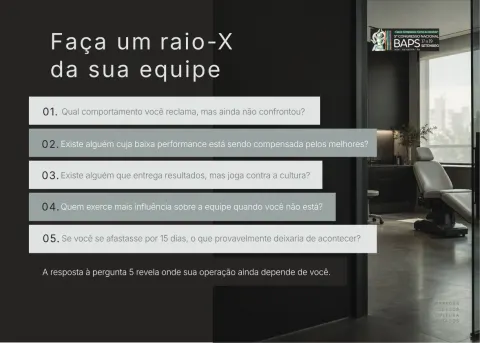 Faça um raio-X
da sua equipe
CONGRESSO NACIONAL
BAPS
SETEMBRO
01. Qual comportamento você reclama, mas ainda não confrontou?
02. Existe alguém cuja baixa performance está sendo compensada pelos melhores?
03. Existe alguém que entrega resultados, mas joga contra a cultura?
04. Quem exerce mais influência sobre a equipe quando você não está?
05. Se você se afastasse por 15 dias, o que provavelmente deixaria de acontecer?
A resposta à pergunta 5 revela onde sua operação ainda depende de você.